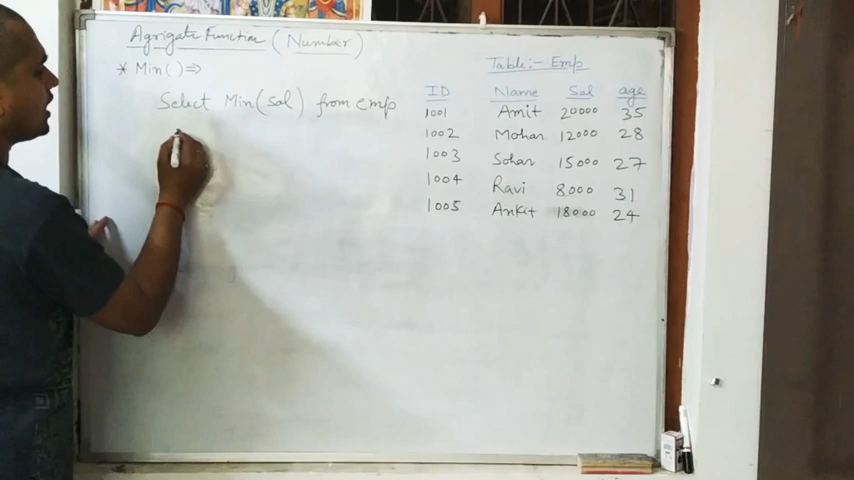 Agrigate Function (Number)
* Min( ) ⇒
Select Min(sal) from emp
Table:- Emp
ID Name Sal age
1001 Amit 20000 35
1002 Mohan 12000 28
1003 Sohan 15000 27
1004 Ravi 8000 31
1005 Ankit 18000 24